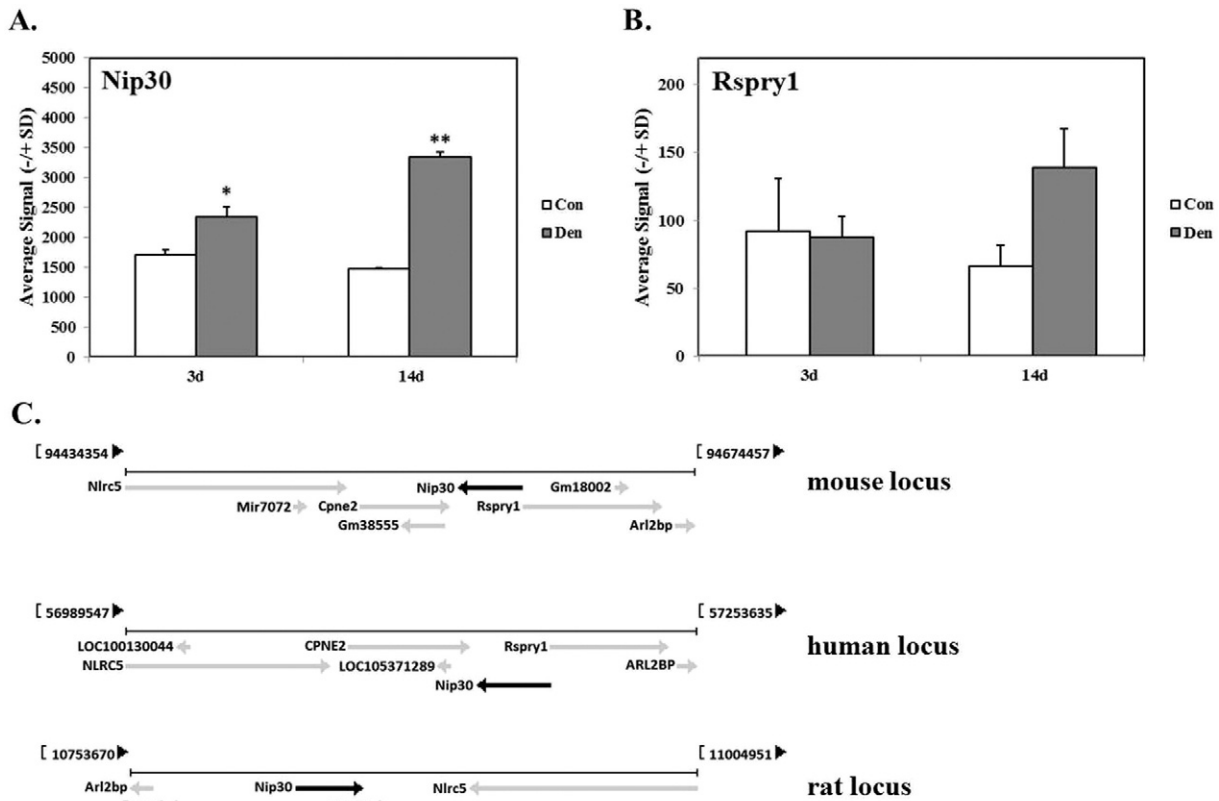 A.
Nip30
Average Signal (-/+ SD)
5000
4500
4000
3500
3000
2500
2000
1500
1000
500
0
*
**
3d
14d
Con
Den
B.
Rspry1
Average Signal (-/+ SD)
200
150
100
50
0
3d
14d
Con
Den
C.
[ 94434354
[ 94674457
Nlrc5
Nip30
Gm18002
Mir7072
Cpne2
Rspry1
Gm38555
Arl2bp
mouse locus
[ 56989547
[ 57253635
LOC100130044
CPNE2
Rspry1
NLRC5
LOC105371289
ARL2BP
Nip30
human locus
[ 10753670
[ 11004951
Arl2bp
Nip30
Nlrc5
rat locus